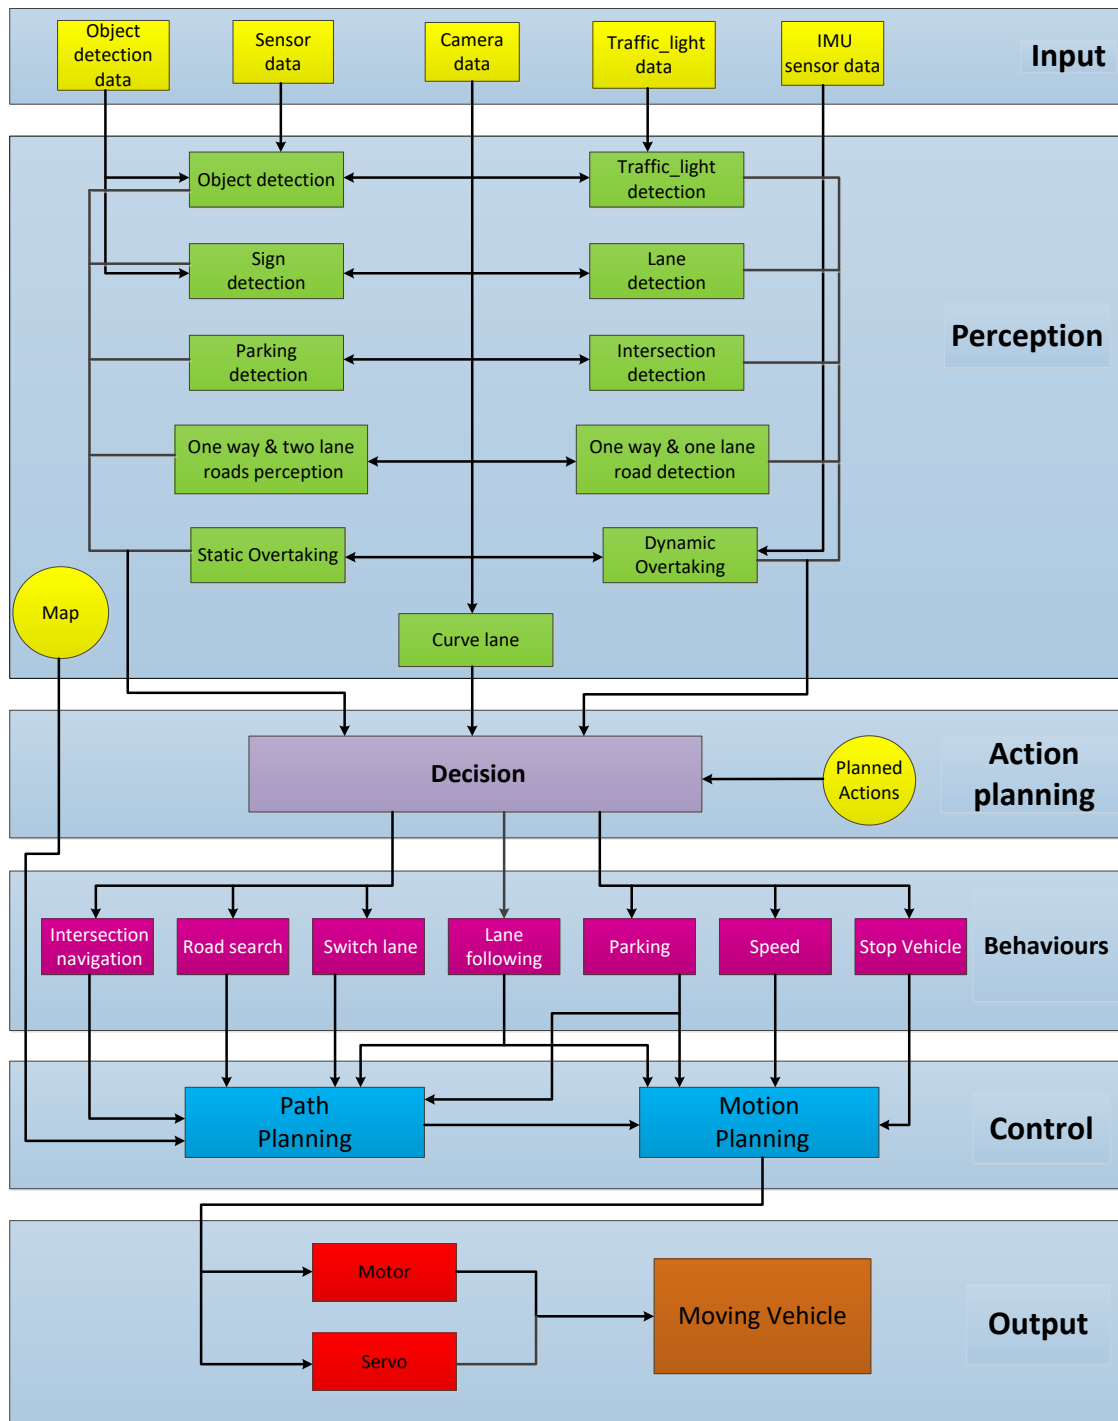 Object
detection
data
Sensor
data
Camera
data
Traffic_light
data
IMU
sensor data
Input
Object detection
Traffic_light
detection
Sign
detection
Lane
detection
Perception
Parking
detection
Intersection
detection
One way & two lane
roads perception
One way & one lane
road detection
Static Overtaking
Dynamic
Overtaking
Map
Curve lane
Decision
Planned
Actions
Action
planning
Intersection
navigation
Road search
Switch lane
Lane
following
Parking
Speed
Stop Vehicle
Behaviours
Path
Planning
Motion
Planning
Control
Motor
Moving Vehicle
Servo
Output